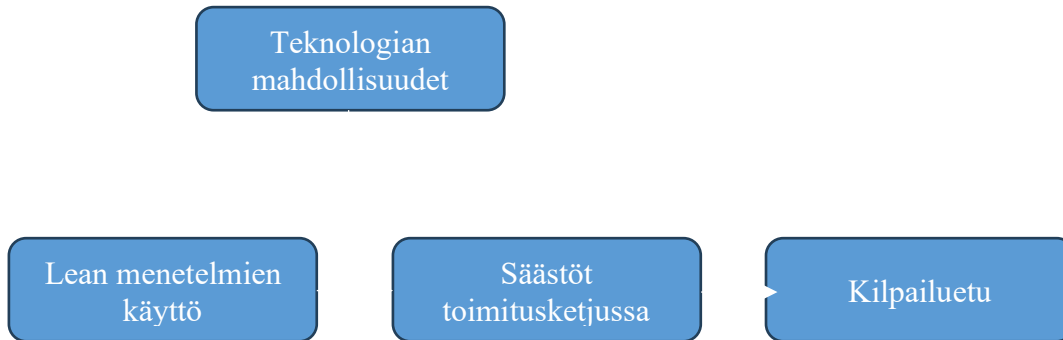 Teknologian
mahdollisuudet
Lean menetelmien
käyttö
Säästöt
toimitusketjussa
Kilpailuetu